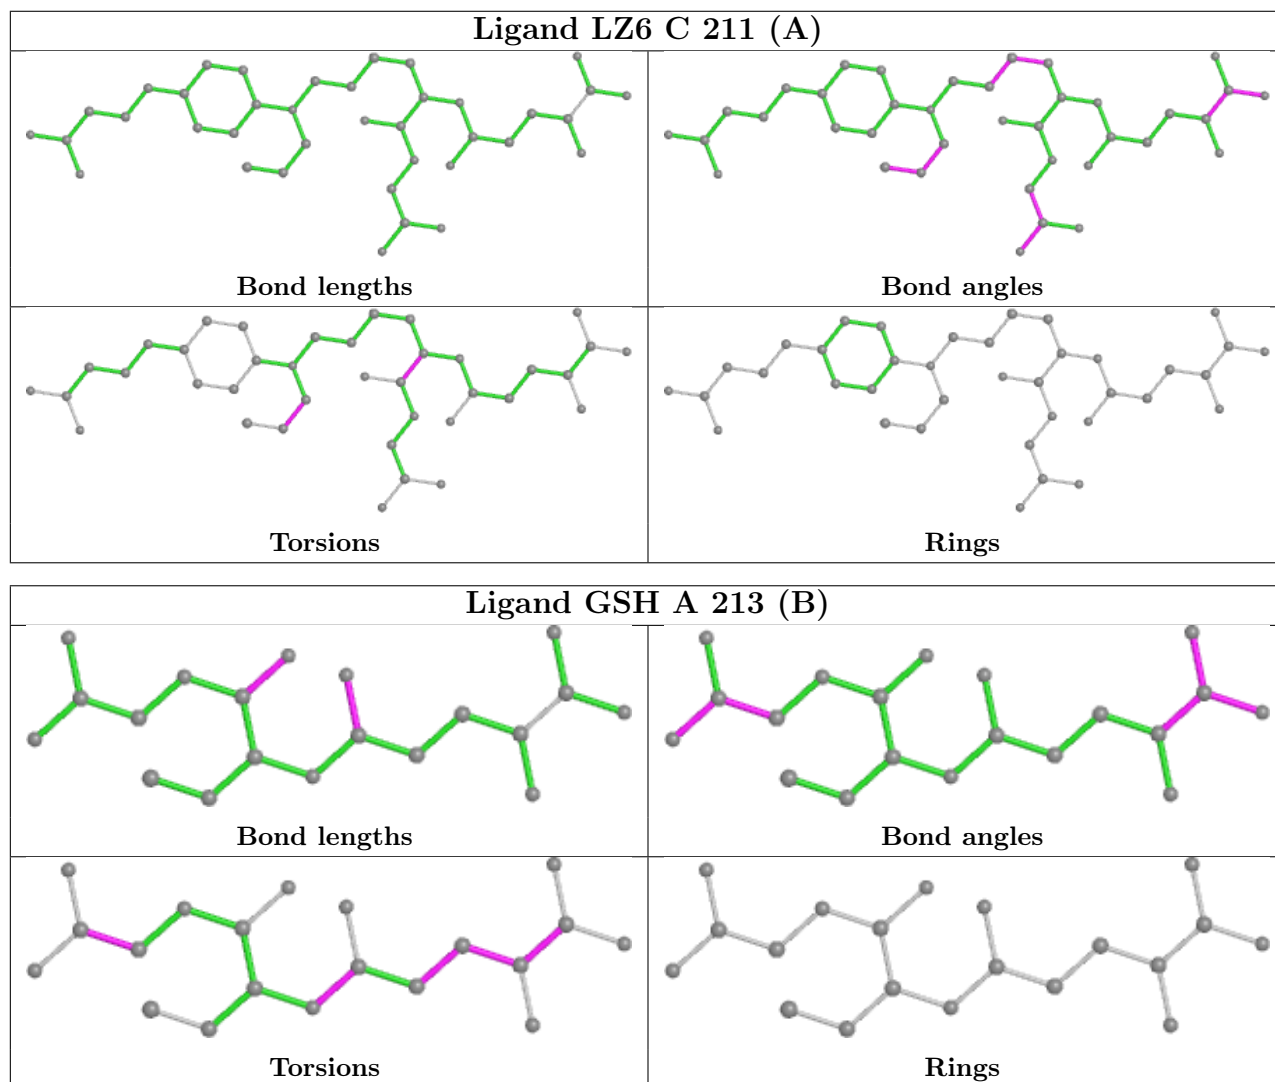 Ligand LZ6 C 211 (A)
Bond lengths
Bond angles
Torsions
Rings
Ligand GSH A 213 (B)
Bond lengths
Bond angles
Torsions
Rings